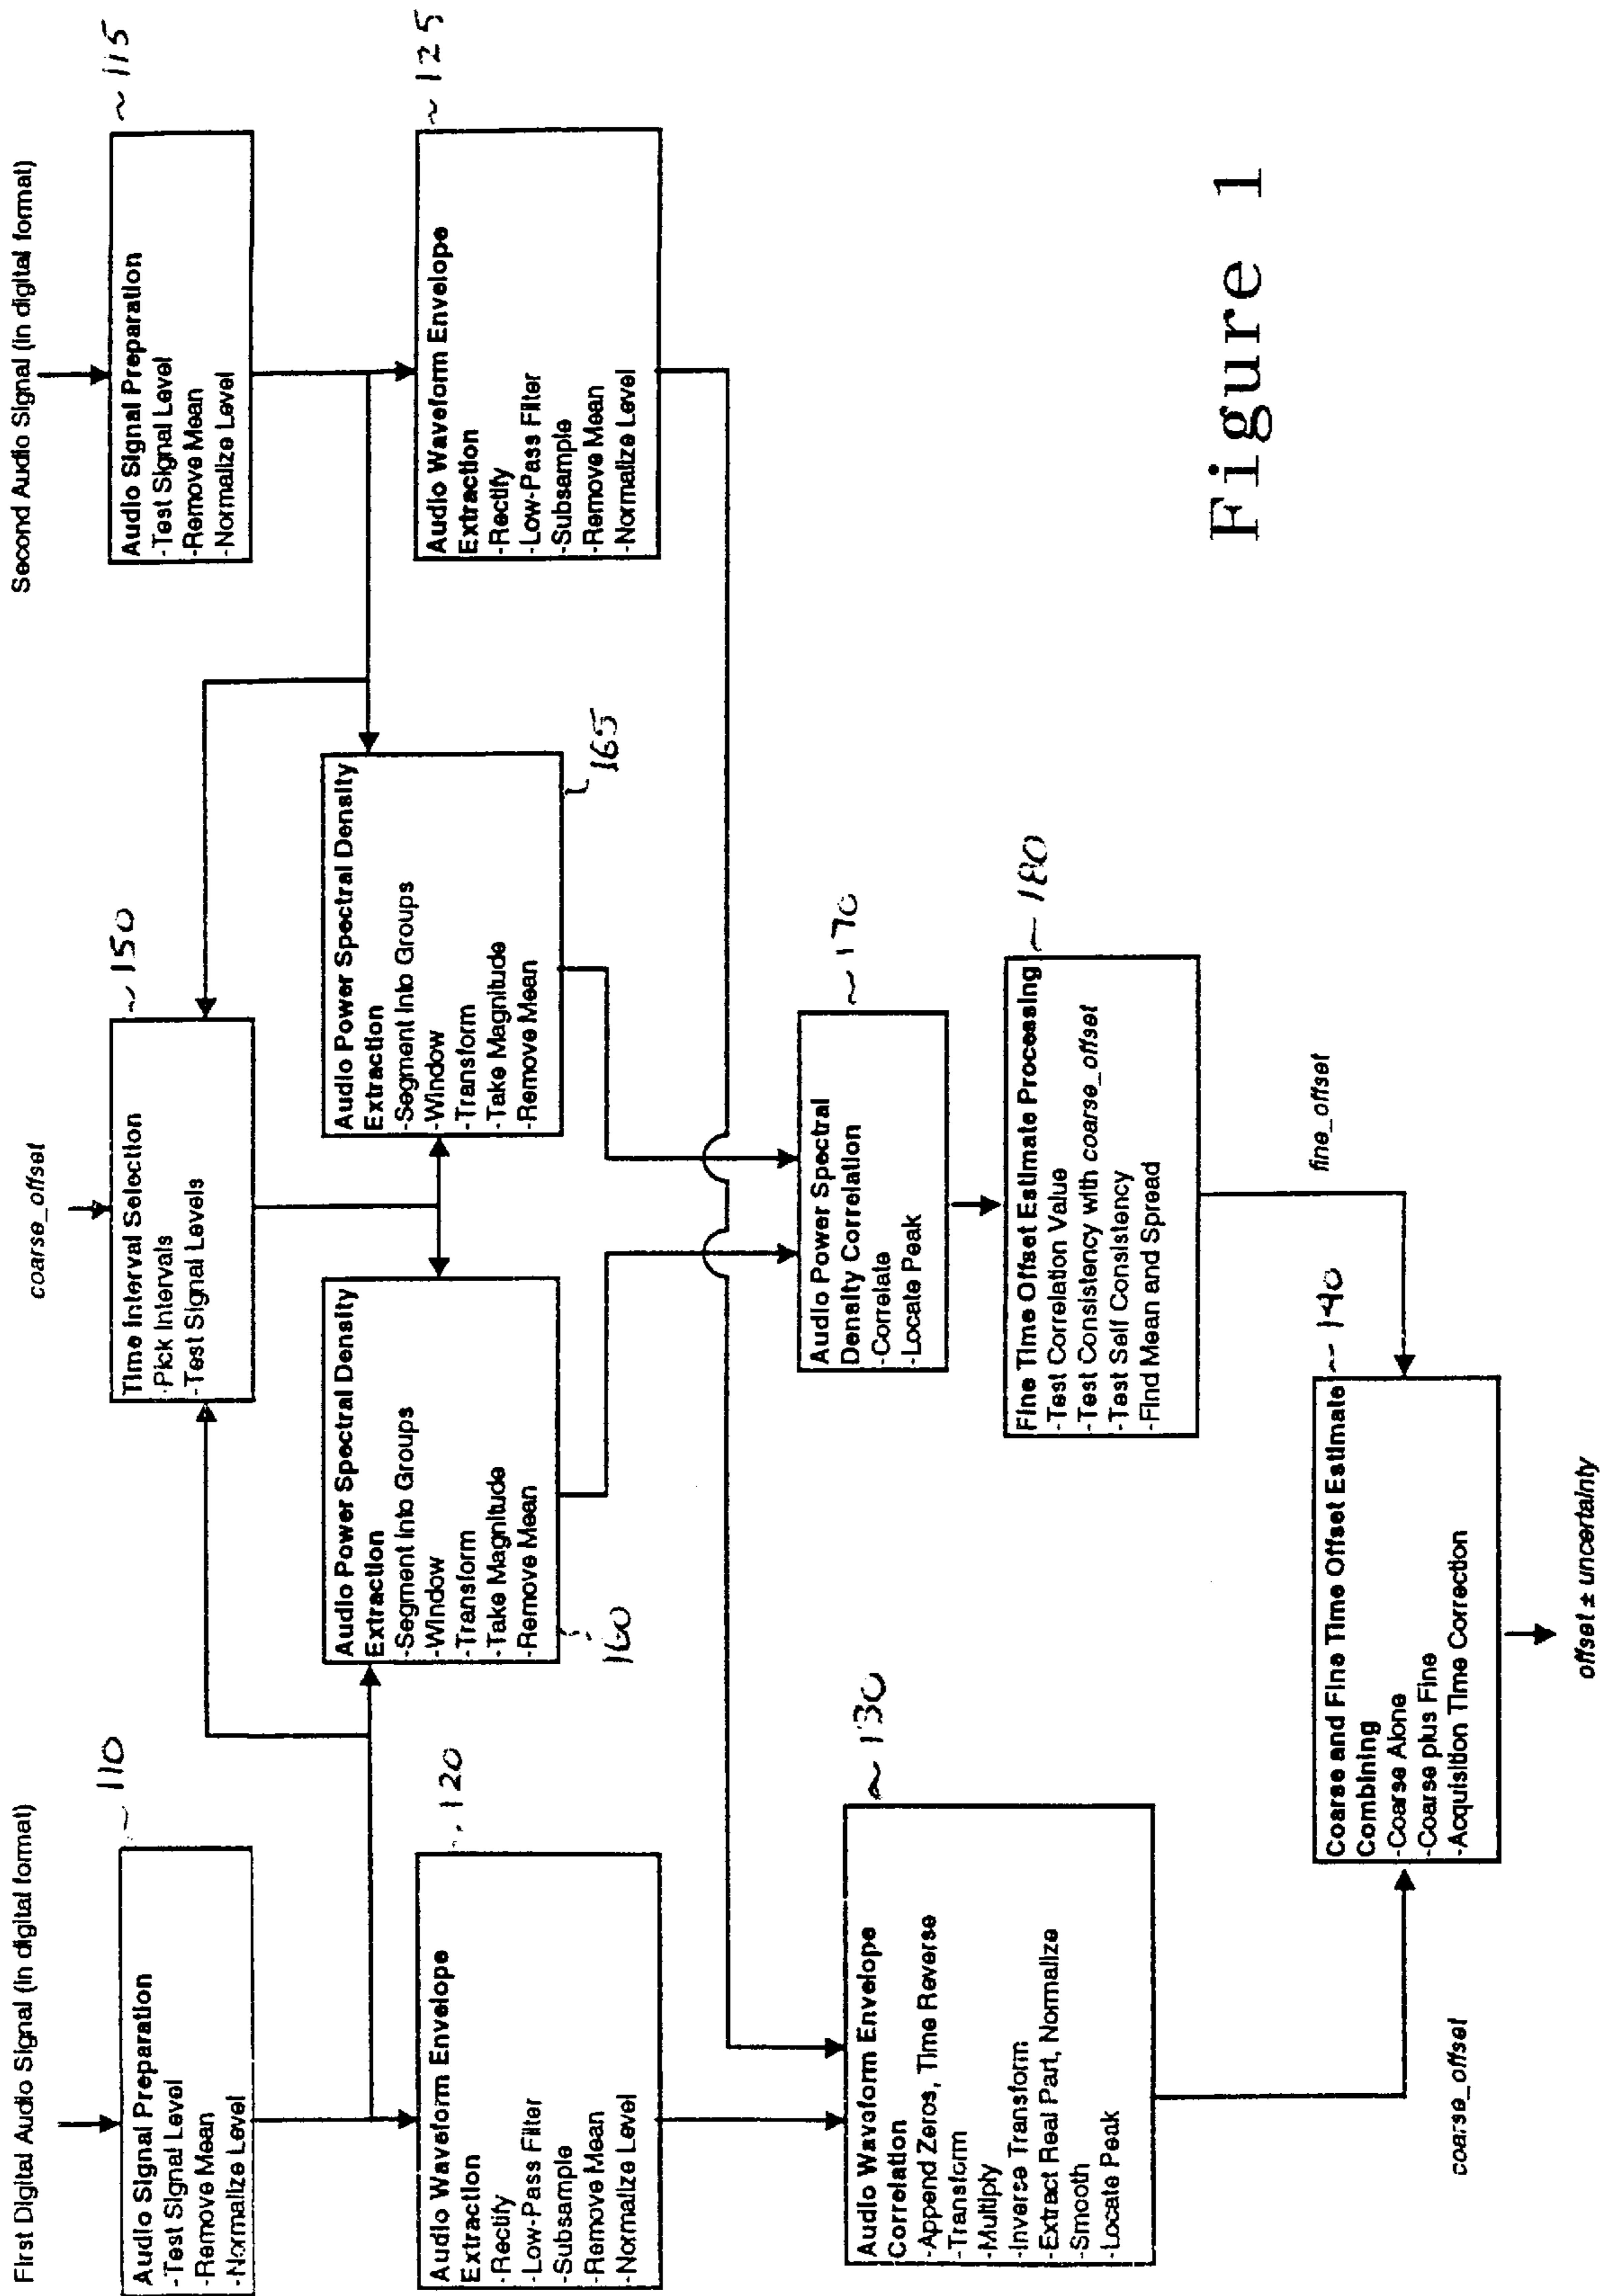 First Digital Audio Signal (in digital format)
Second Audio Signal (in digital format)
coarse_offset
~ 110
Audio Signal Preparation
-Test Signal Level
-Remove Mean
-Normalize Level
~ 150
Time Interval Selection
-Pick Intervals
-Test Signal Levels
~ 115
Audio Signal Preparation
-Test Signal Level
-Remove Mean
-Normalize Level
120
Audio Waveform Envelope
Extraction
-Rectify
-Low-Pass Filter
-Subsample
-Remove Mean
-Normalize Level
Audio Power Spectral Density
Extraction
-Segment Into Groups
-Window
-Transform
-Take Magnitude
-Remove Mean
160
Audio Power Spectral Density
Extraction
-Segment Into Groups
-Window
-Transform
-Take Magnitude
-Remove Mean
165
~ 125
Audio Waveform Envelope
Extraction
-Rectify
-Low-Pass Filter
-Subsample
-Remove Mean
-Normalize Level
~ 130
Audio Waveform Envelope
Correlation
-Append Zeros, Time Reverse
-Transform
-Multiply
-Inverse Transform
-Extract Real Part, Normalize
-Smooth
-Locate Peak
~ 170
Audio Power Spectral
Density Correlation
-Correlate
-Locate Peak
~ 180
Fine Time Offset Estimate Processing
-Test Correlation Value
-Test Consistency with coarse_offset
-Test Self Consistency
-Find Mean and Spread
coarse_offset
fine_offset
~ 190
Coarse and Fine Time Offset Estimate
Combining
-Coarse Alone
-Coarse plus Fine
-Acquisition Time Correction
offset ± uncertainty
Figure 1